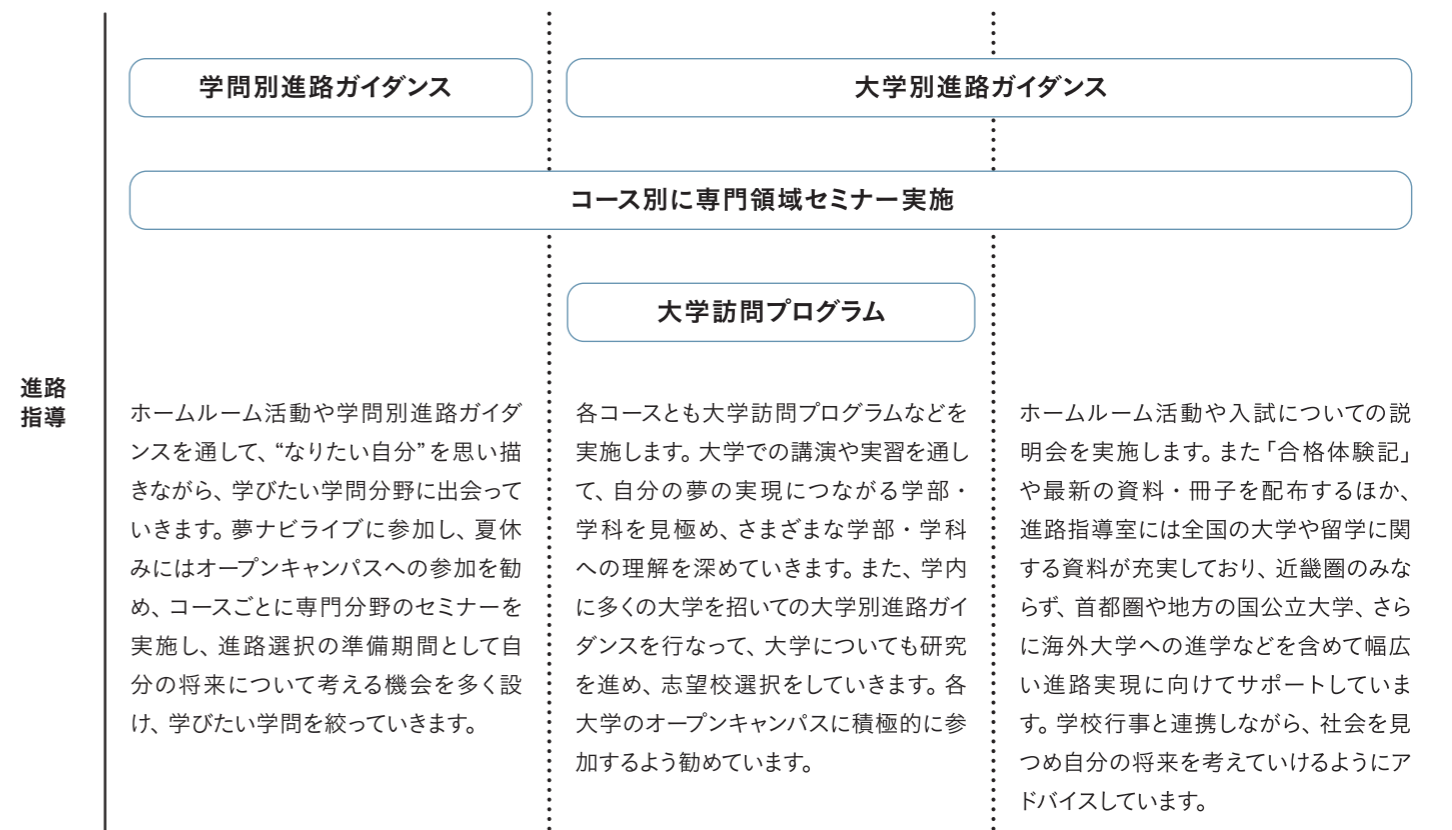 学問別進路ガイダンス
大学別進路ガイダンス
コース別に専門領域セミナー実施
大学訪問プログラム
進路
指導
ホームルーム活動や学問別進路ガイダ
ンスを通して、“なりたい自分”を思い描
きながら、学びたい学問分野に出会って
いきます。夢ナビライブに参加し、夏休
みにはオープンキャンパスへの参加を勧
め、コースごとに専門分野のセミナーを
実施し、進路選択の準備期間として自
分の将来について考える機会を多く設
け、学びたい学問を絞っていきます。
各コースとも大学訪問プログラムなどを
実施します。大学での講演や実習を通し
て、自分の夢の実現につながる学部・
学科を見極め、さまざまな学部・学科
への理解を深めていきます。また、学内
に多くの大学を招いての大学別進路ガイ
ダンスを行なって、大学についても研究
を進め、志望校選択をしていきます。各
大学のオープンキャンパスに積極的に参
加するよう勧めています。
ホームルーム活動や入試についての説
明会を実施します。また「合格体験記」
や最新の資料・冊子を配布するほか、
進路指導室には全国の大学や留学に関
する資料が充実しており、近畿圏のみな
らず、首都圏や地方の国公立大学、さら
に海外大学への進学などを含めて幅広
い進路実現に向けてサポートしていま
す。学校行事と連携しながら、社会を見
つめ自分の将来を考えていけるようにア
ドバイスしています。